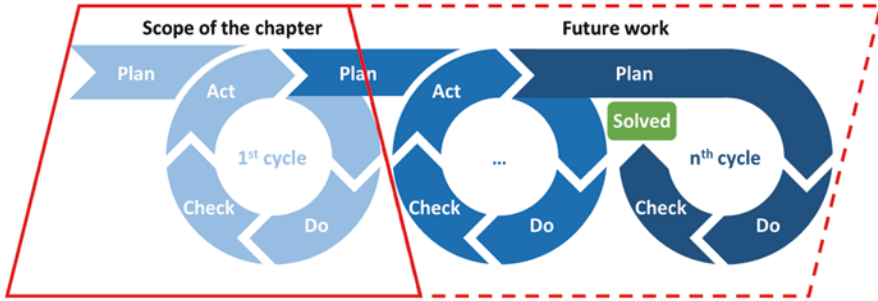 Scope of the chapter
Future work
Plan
Plan
Plan
Act
Act
Solved
1st cycle
...
nth cycle
Check
Do
Check
Do
Check
Do